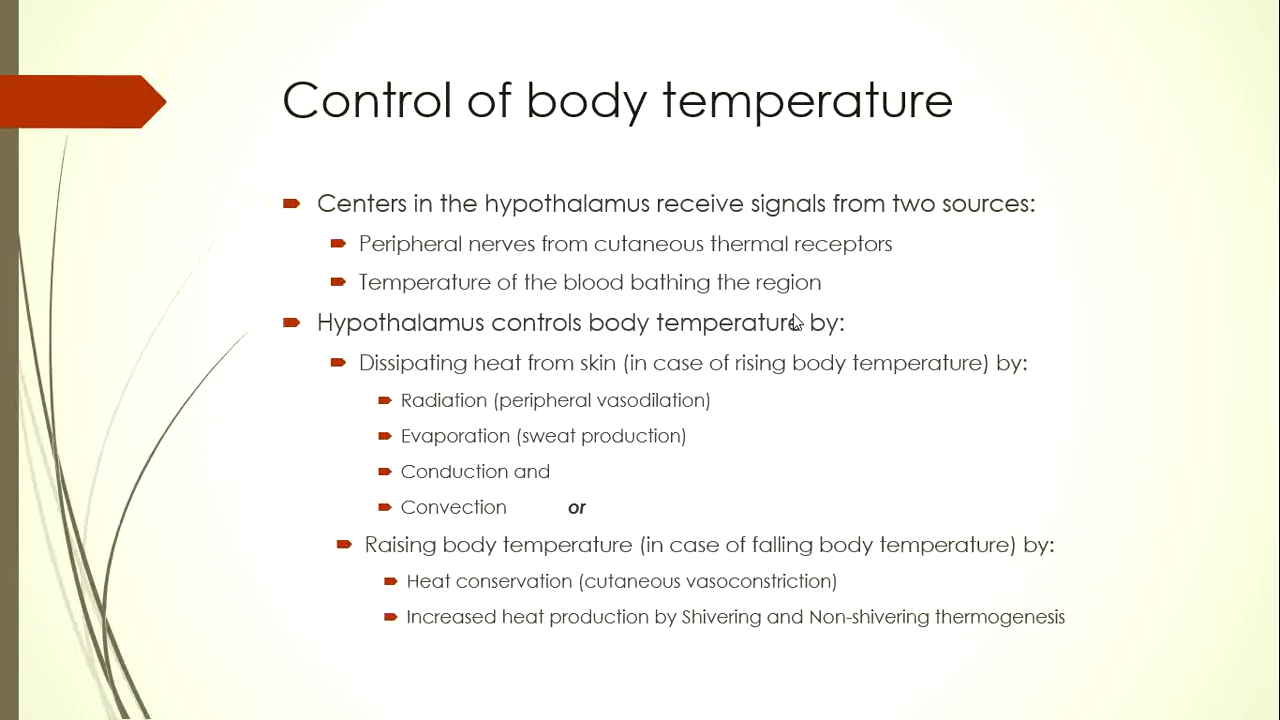 Control of body temperature
Centers in the hypothalamus receive signals from two sources:
Peripheral nerves from cutaneous thermal receptors
Temperature of the blood bathing the region
Hypothalamus controls body temperature by:
Dissipating heat from skin (in case of rising body temperature) by:
Radiation (peripheral vasodilation)
Evaporation (sweat production)
Conduction and
Convection or
Raising body temperature (in case of falling body temperature) by:
Heat conservation (cutaneous vasoconstriction)
Increased heat production by Shivering and Non-shivering thermogenesis